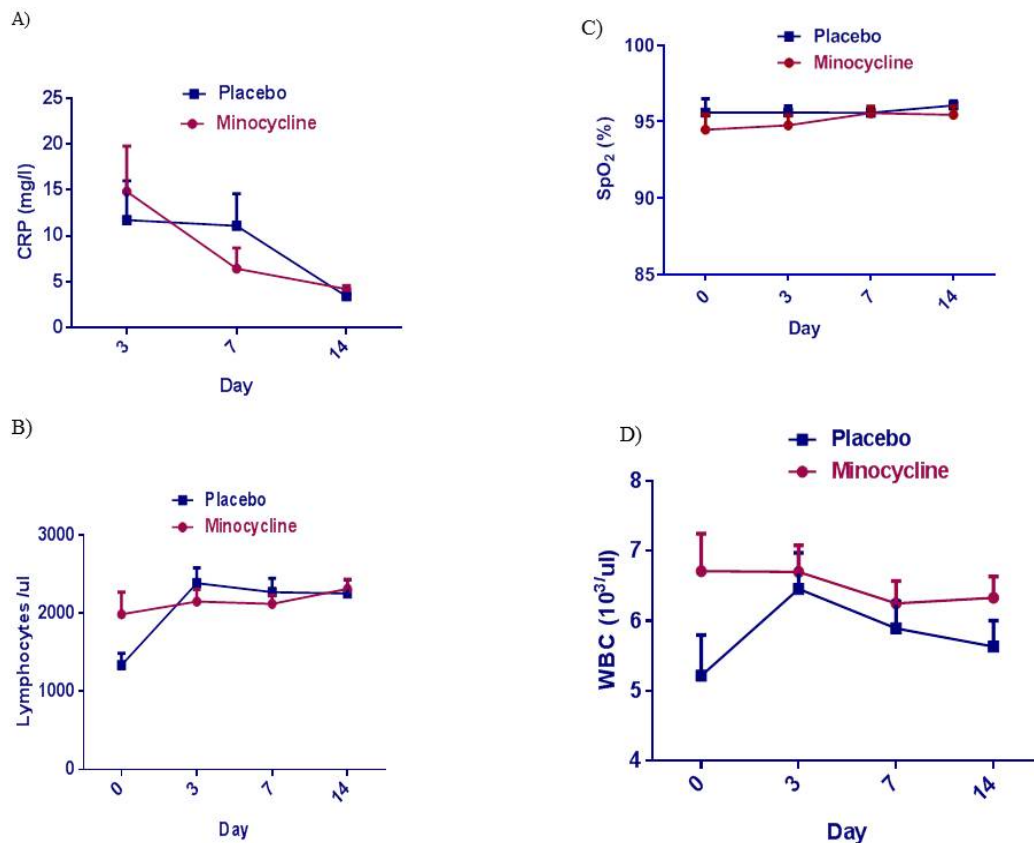 A)
Placebo
Minocycline
25
20
15
10
5
0
CRP (mg/l)
3
7
14
Day
B)
Placebo
Minocycline
3000
2000
1000
0
Lymphocytes /ul
0
3
7
14
Day
C)
Placebo
Minocycline
100
95
90
85
SpO₂ (%)
0
3
7
14
Day
D)
Placebo
Minocycline
8
7
6
5
4
WBC (10³/ul)
0
3
7
14
Day